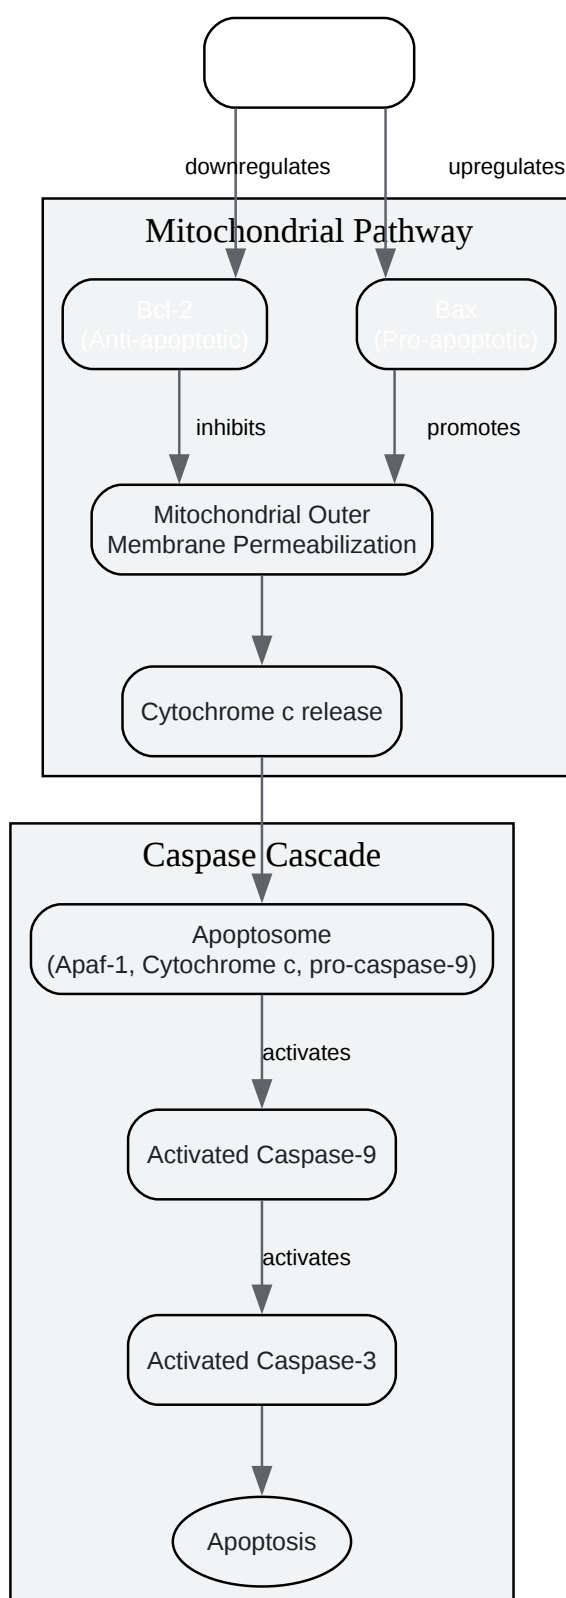 downregulates
upregulates
Mitochondrial Pathway
Bcl-2
(Anti-apoptotic)
Bax
(Pro-apoptotic)
inhibits
promotes
Mitochondrial Outer
Membrane Permeabilization
Cytochrome c release
Caspase Cascade
Apoptosome
(Apaf-1, Cytochrome c, pro-caspase-9)
activates
Activated Caspase-9
activates
Activated Caspase-3
Apoptosis